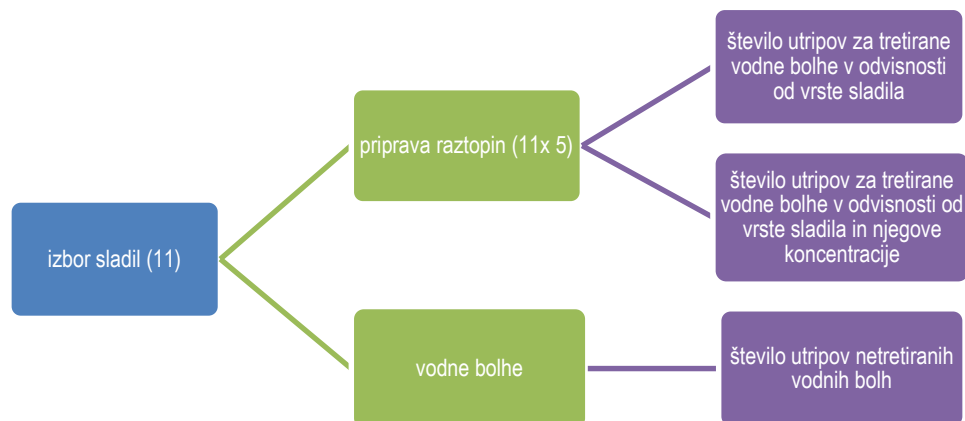 izbor sladil (11)
priprava raztopin (11x 5)
vodne bolhe
število utripov za tretirane
vodne bolhe v odvisnosti
od vrste sladila
število utripov za tretirane
vodne bolhe v odvisnosti od
vrste sladila in njegove
koncentracije
število utripov netretiranih
vodnih bolh